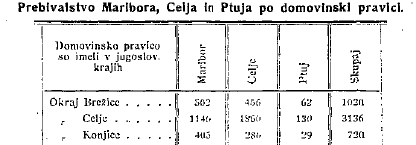 Prebivalstvo Maribora, Celja in Ptuja po domovinski pravici.
Domovinsko pravico so imeli v jugoslov. krajih
Maribor
Celje
Ptuj
Skupaj
Okraj Brežice . . . . . 502 456 62 1020
„ Celje . . . . . . 1146 1860 130 3136
„ Konjice . . . . . 405 286 29 720